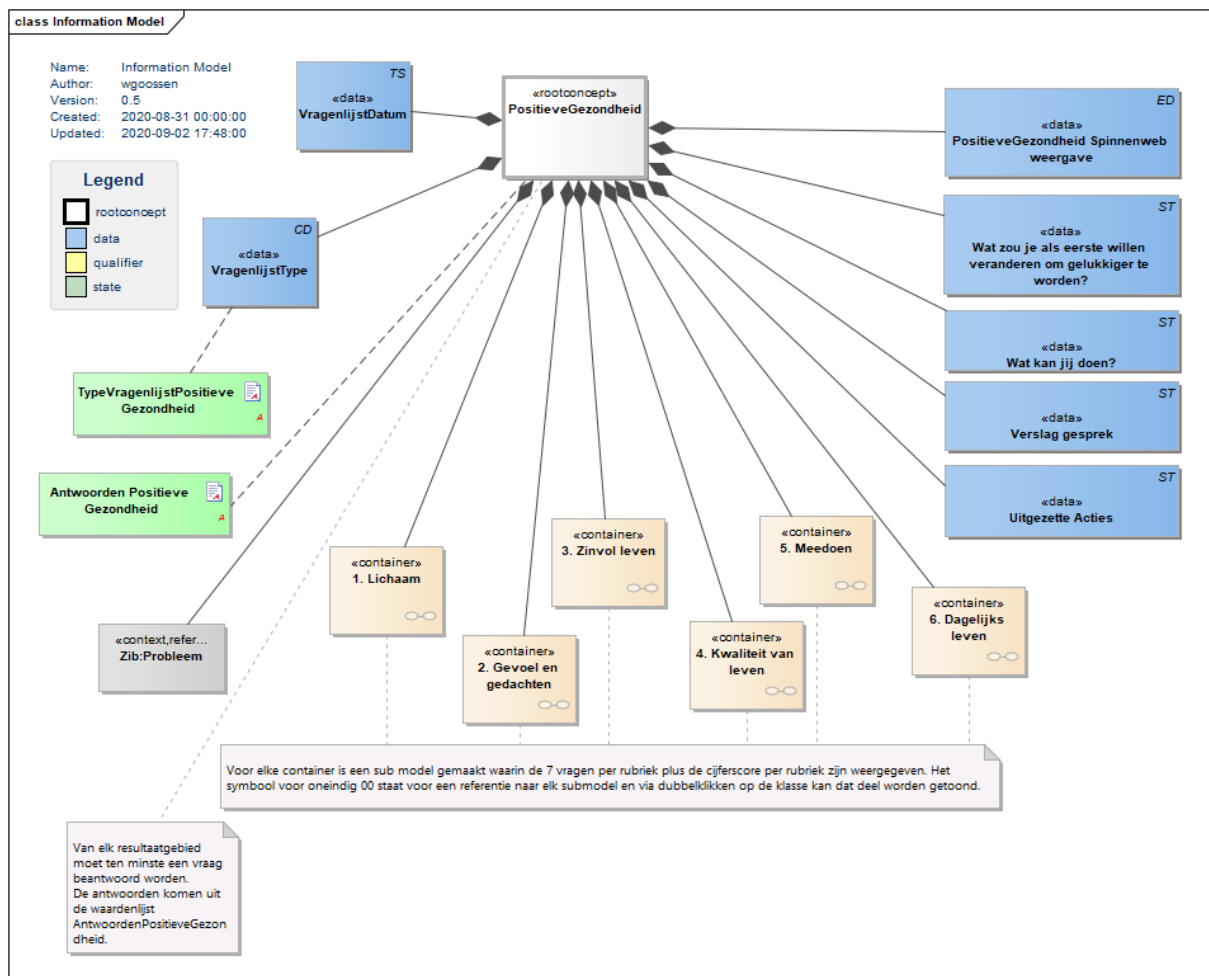 class Information Model
Name: Information Model
Author: wgoossen
Version: 0.5
Created: 2020-08-31 00:00:00
Updated: 2020-09-02 17:48:00
Legend
rootconcept
data
qualifier
state
TS
«data»
VragenlijstDatum
«rootconcept»
PositieveGezondheid
ED
«data»
PositieveGezondheid Spinnenweb
weergave
CD
«data»
VragenlijstType
ST
«data»
Wat zou je als eerste willen
veranderen om gelukkiger te
worden?
ST
«data»
Wat kan jij doen?
TypeVragenlijstPositieve
Gezondheid
A
ST
«data»
Verslag gesprek
Antwoorden Positieve
Gezondheid
A
ST
«data»
Uitgezette Acties
«container»
1. Lichaam
«container»
3. Zinvol leven
«container»
5. Meedoen
«context,refer...
Zib:Probleem
«container»
2. Gevoel en
gedachten
«container»
4. Kwaliteit van
leven
«container»
6. Dagelijks
leven
Voor elke container is een sub model gemaakt waarin de 7 vragen per rubriek plus de cijferscore per rubriek zijn weergegeven. Het
symbool voor oneindig 00 staat voor een referentie naar elk submodel en via dubbelklikken op de klasse kan dat deel worden getoond.
Van elk resultaatgebied
moet ten minste een vraag
beantwoord worden.
De antwoorden komen uit
de waardenlijst
AntwoordenPositieveGezon
dheid.